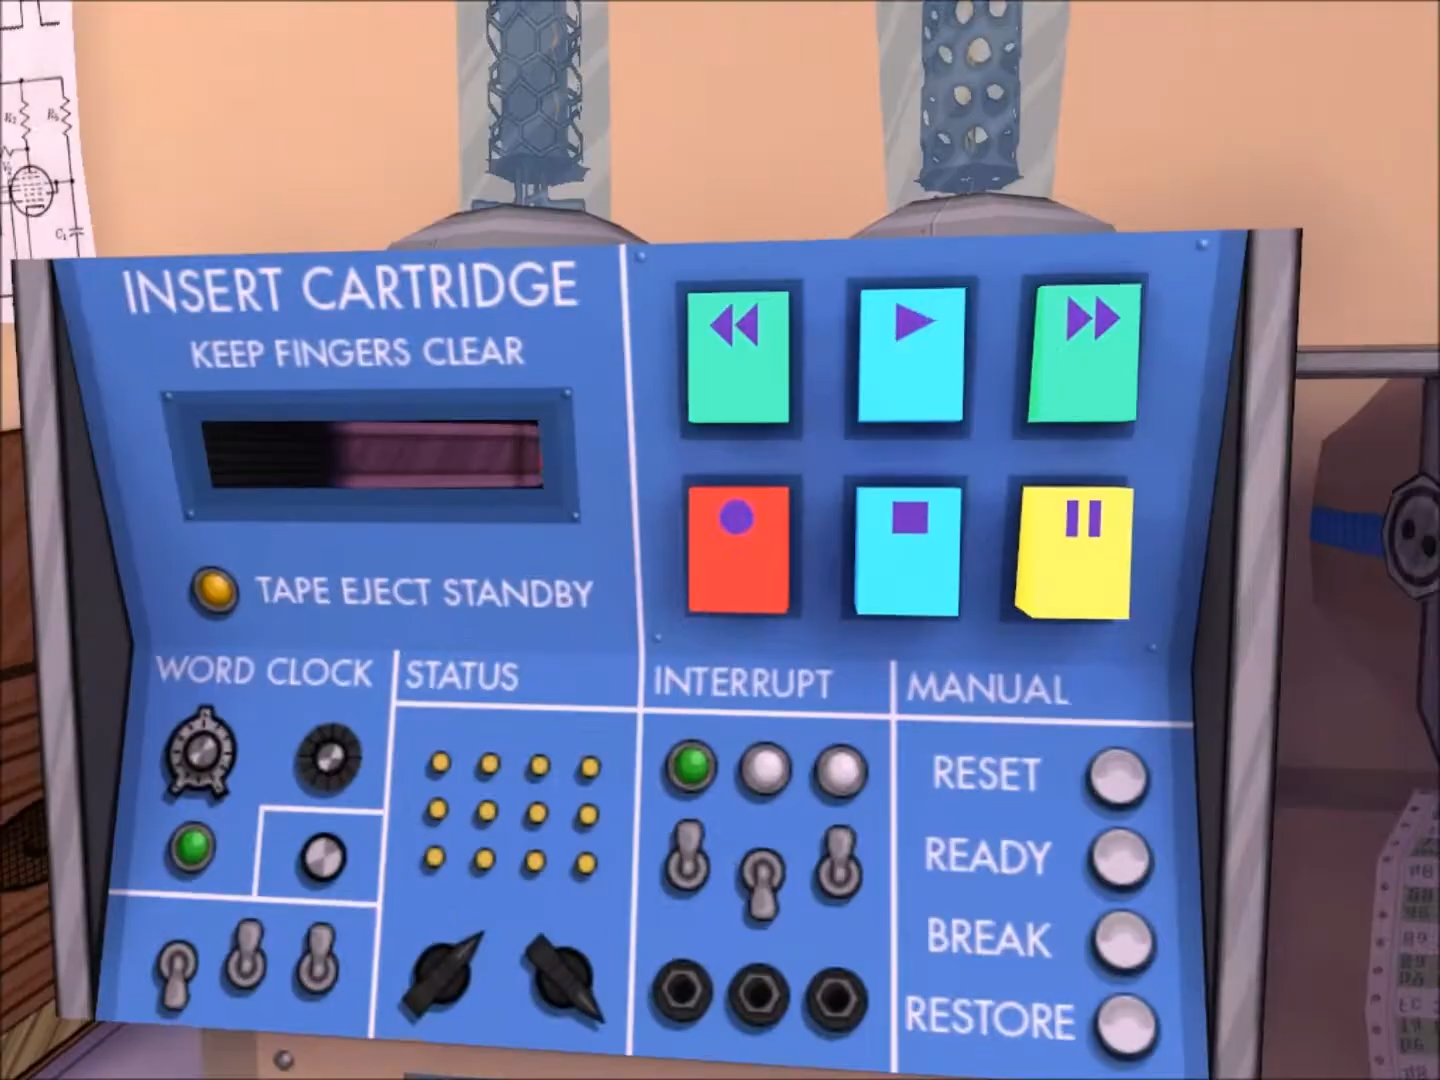 INSERT CARTRIDGE
KEEP FINGERS CLEAR
TAPE EJECT STANDBY
WORD CLOCK
STATUS
INTERRUPT
MANUAL
RESET
READY
BREAK
RESTORE